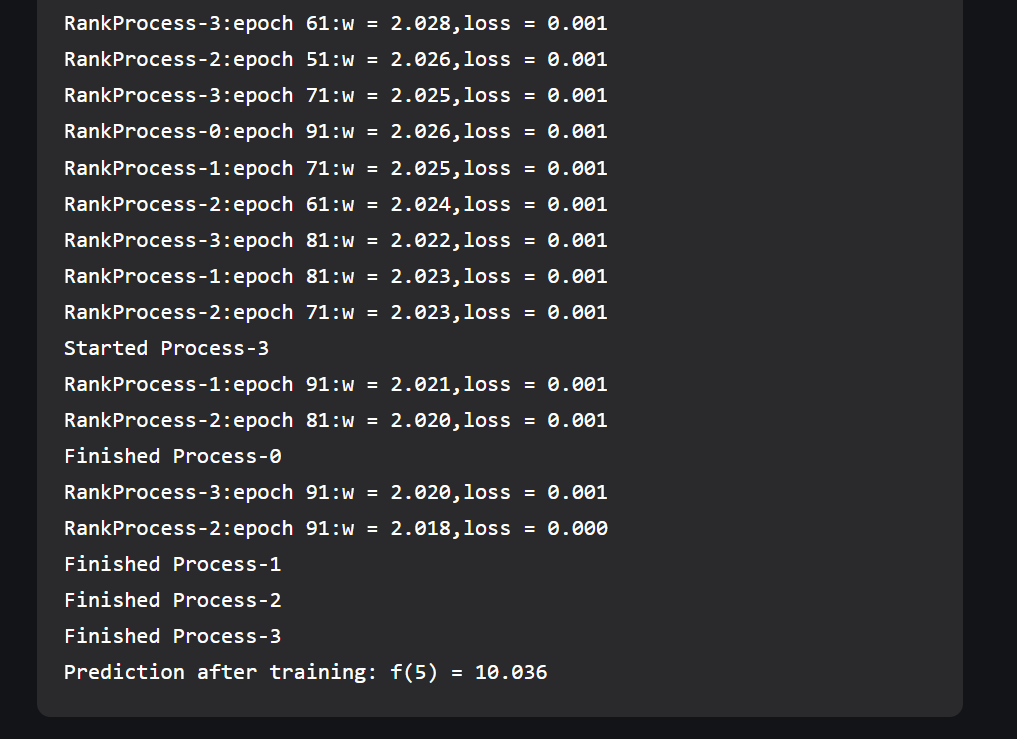 RankProcess-3:epoch 61:w = 2.028,loss = 0.001
RankProcess-2:epoch 51:w = 2.026,loss = 0.001
RankProcess-3:epoch 71:w = 2.025,loss = 0.001
RankProcess-0:epoch 91:w = 2.026,loss = 0.001
RankProcess-1:epoch 71:w = 2.025,loss = 0.001
RankProcess-2:epoch 61:w = 2.024,loss = 0.001
RankProcess-3:epoch 81:w = 2.022,loss = 0.001
RankProcess-1:epoch 81:w = 2.023,loss = 0.001
RankProcess-2:epoch 71:w = 2.023,loss = 0.001
Started Process-3
RankProcess-1:epoch 91:w = 2.021,loss = 0.001
RankProcess-2:epoch 81:w = 2.020,loss = 0.001
Finished Process-0
RankProcess-3:epoch 91:w = 2.020,loss = 0.001
RankProcess-2:epoch 91:w = 2.018,loss = 0.000
Finished Process-1
Finished Process-2
Finished Process-3
Prediction after training: f(5) = 10.036